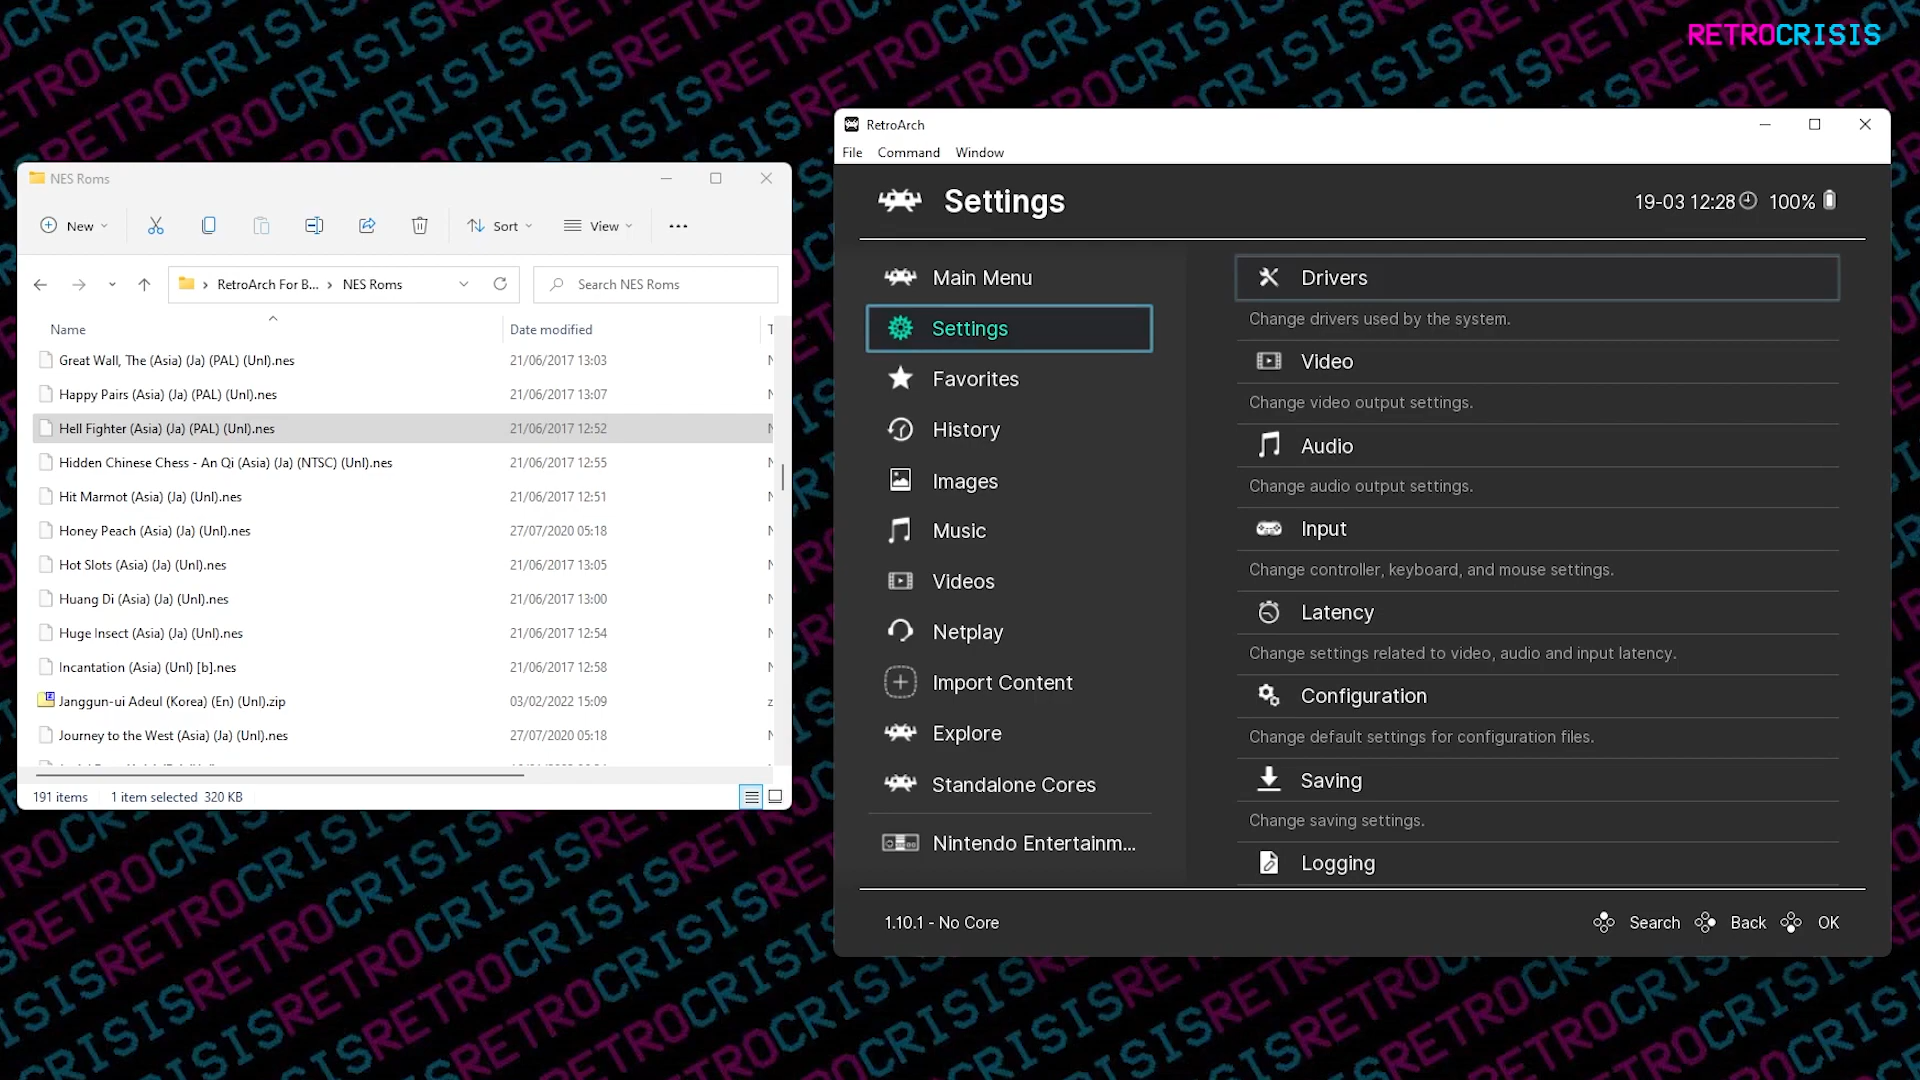 RETROCRISIS
NES Roms
New
Sort
View
RetroArch For B...
NES Roms
Search NES Roms
Name
Date modified
Great Wall, The (Asia) (Ja) (PAL) (Unl).nes 21/06/2017 13:03
Happy Pairs (Asia) (Ja) (PAL) (Unl).nes 21/06/2017 13:07
Hell Fighter (Asia) (Ja) (PAL) (Unl).nes 21/06/2017 12:52
Hidden Chinese Chess - An Qi (Asia) (Ja) (NTSC) (Unl).nes 21/06/2017 12:55
Hit Marmot (Asia) (Ja) (Unl).nes 21/06/2017 12:51
Honey Peach (Asia) (Ja) (Unl).nes 27/07/2020 05:18
Hot Slots (Asia) (Ja) (Unl).nes 21/06/2017 13:05
Huang Di (Asia) (Ja) (Unl).nes 21/06/2017 13:00
Huge Insect (Asia) (Ja) (Unl).nes 21/06/2017 12:54
Incantation (Asia) (Unl) [b].nes 21/06/2017 12:58
Janggun-ui Adeul (Korea) (En) (Unl).zip 03/02/2022 15:09
Journey to the West (Asia) (Ja) (Unl).nes 27/07/2020 05:18
191 items 1 item selected 320 KB
RetroArch
File Command Window
Settings
19-03 12:28 100%
Main Menu
Settings
Favorites
History
Images
Music
Videos
Netplay
Import Content
Explore
Standalone Cores
Nintendo Entertainm...
Drivers
Change drivers used by the system.
Video
Change video output settings.
Audio
Change audio output settings.
Input
Change controller, keyboard, and mouse settings.
Latency
Change settings related to video, audio and input latency.
Configuration
Change default settings for configuration files.
Saving
Change saving settings.
Logging
1.10.1 - No Core
Search Back OK